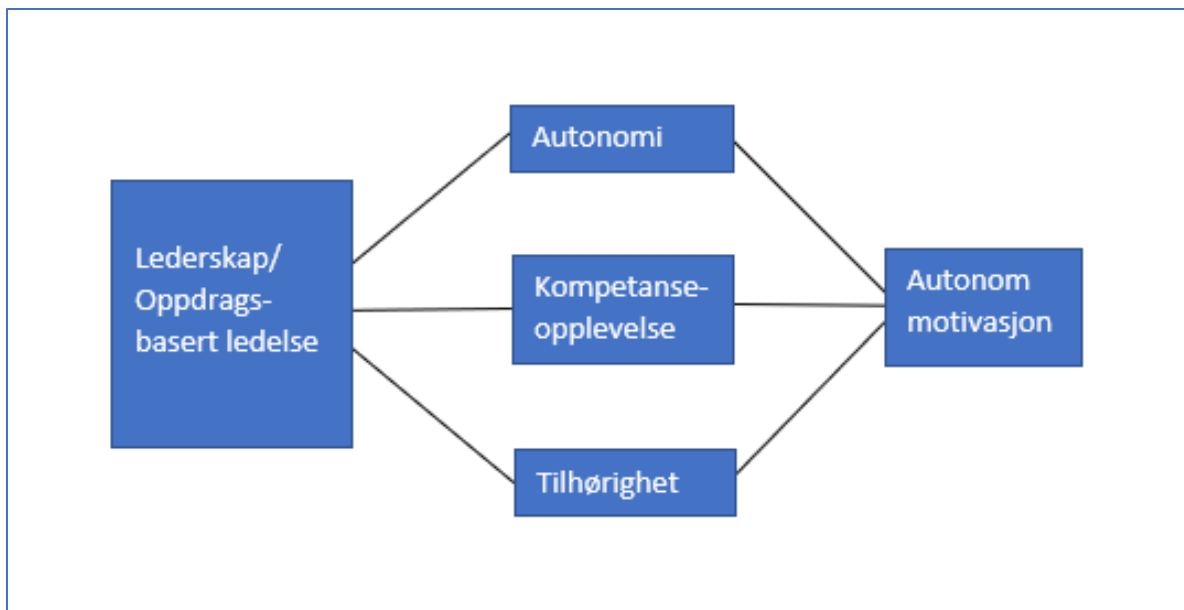 Lederskap/
Oppdrags-
basert ledelse
Autonomi
Kompetanse-
opplevelse
Tilhørighet
Autonom
motivasjon